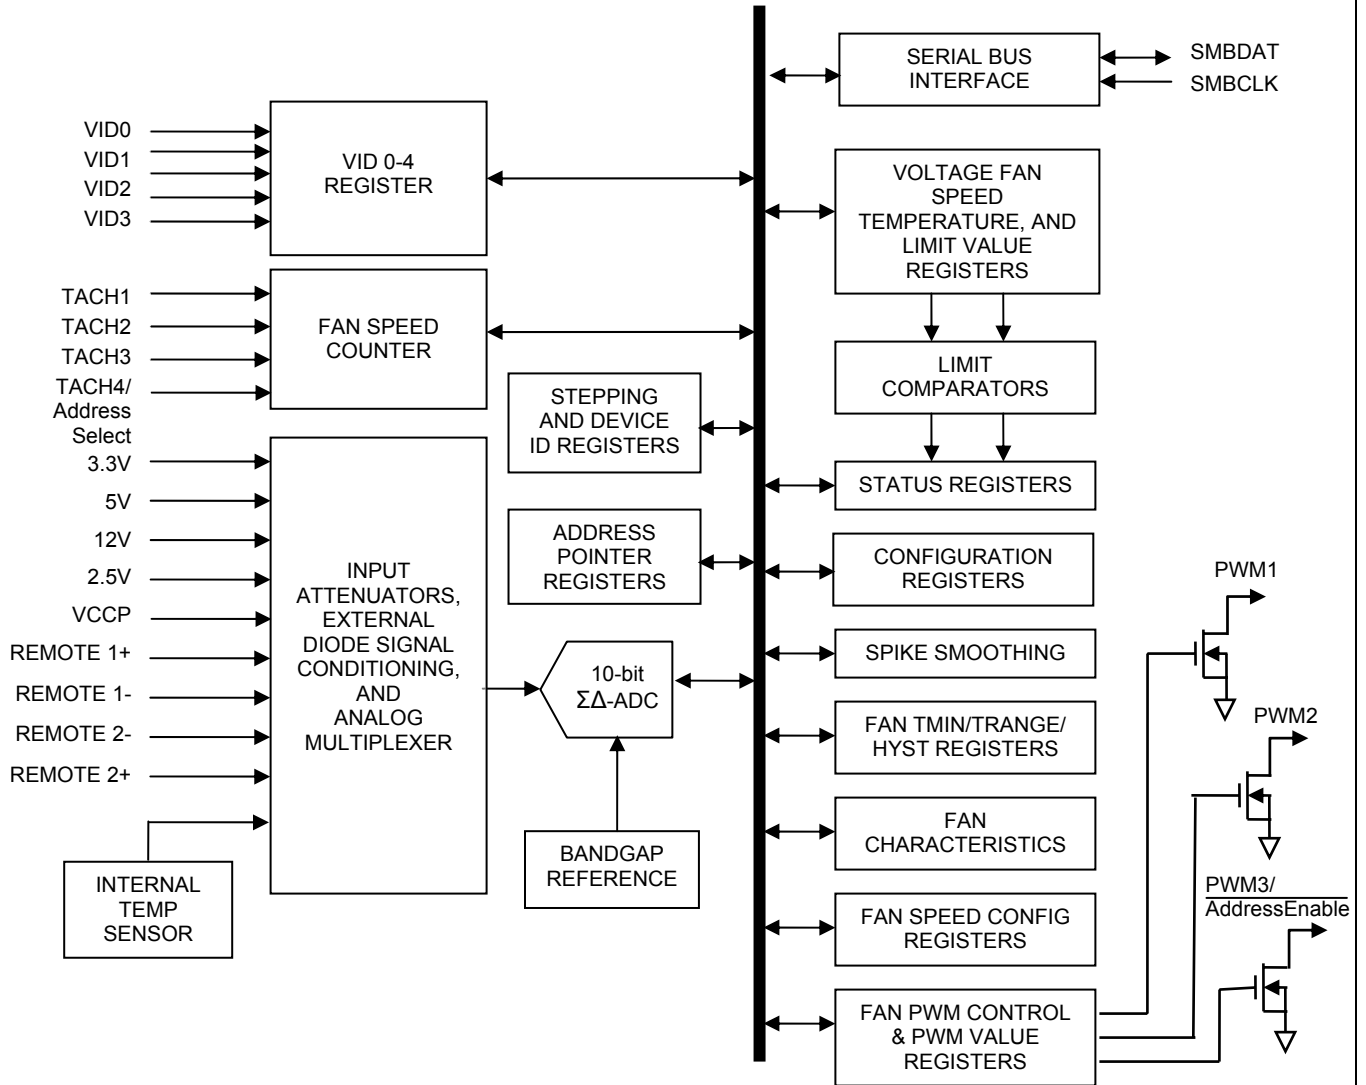 VID0
VID1
VID2
VID3
VID 0-4
REGISTER
TACH1
TACH2
TACH3
TACH4/
Address
Select
FAN SPEED
COUNTER
3.3V
5V
12V
2.5V
VCCP
REMOTE 1+
REMOTE 1-
REMOTE 2-
REMOTE 2+
INPUT
ATTENUATORS,
EXTERNAL
DIODE SIGNAL
CONDITIONING,
AND
ANALOG
MULTIPLEXER
INTERNAL
TEMP
SENSOR
STEPPING
AND DEVICE
ID REGISTERS
ADDRESS
POINTER
REGISTERS
10-bit
ΣΔ-ADC
BANDGAP
REFERENCE
SERIAL BUS
INTERFACE
SMBDAT
SMBCLK
VOLTAGE FAN
SPEED
TEMPERATURE, AND
LIMIT VALUE
REGISTERS
LIMIT
COMPARATORS
STATUS REGISTERS
CONFIGURATION
REGISTERS
SPIKE SMOOTHING
FAN TMIN/TRANGE/
HYST REGISTERS
FAN
CHARACTERISTICS
FAN SPEED CONFIG
REGISTERS
FAN PWM CONTROL
& PWM VALUE
REGISTERS
PWM1
PWM2
PWM3/
AddressEnable